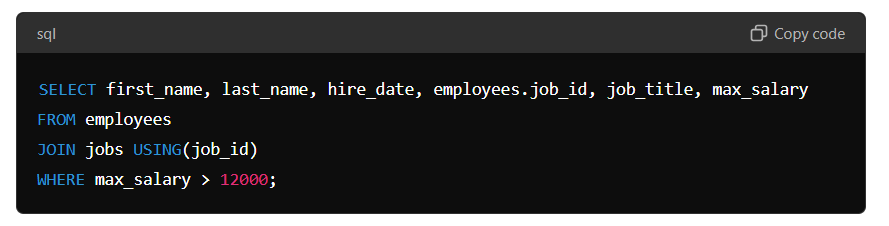 sql
Copy code
SELECT first_name, last_name, hire_date, employees.job_id, job_title, max_salary
FROM employees
JOIN jobs USING(job_id)
WHERE max_salary > 12000;